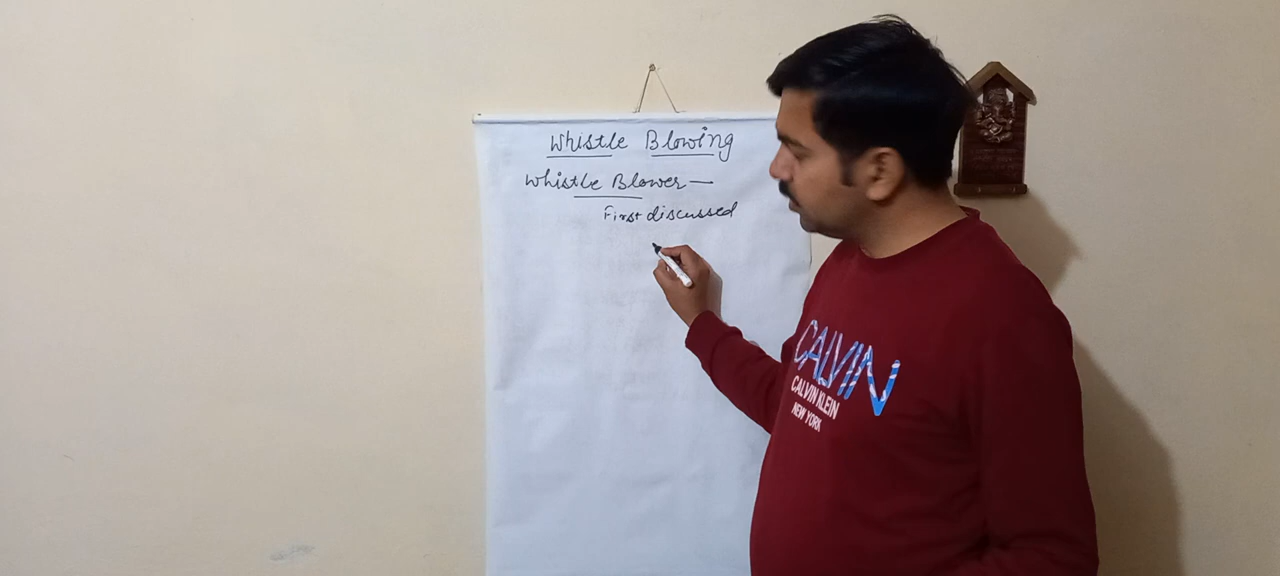 Whistle Blowing
Whistle Blower —
First discussed
CALVIN
CALVIN KLEIN
NEW YORK